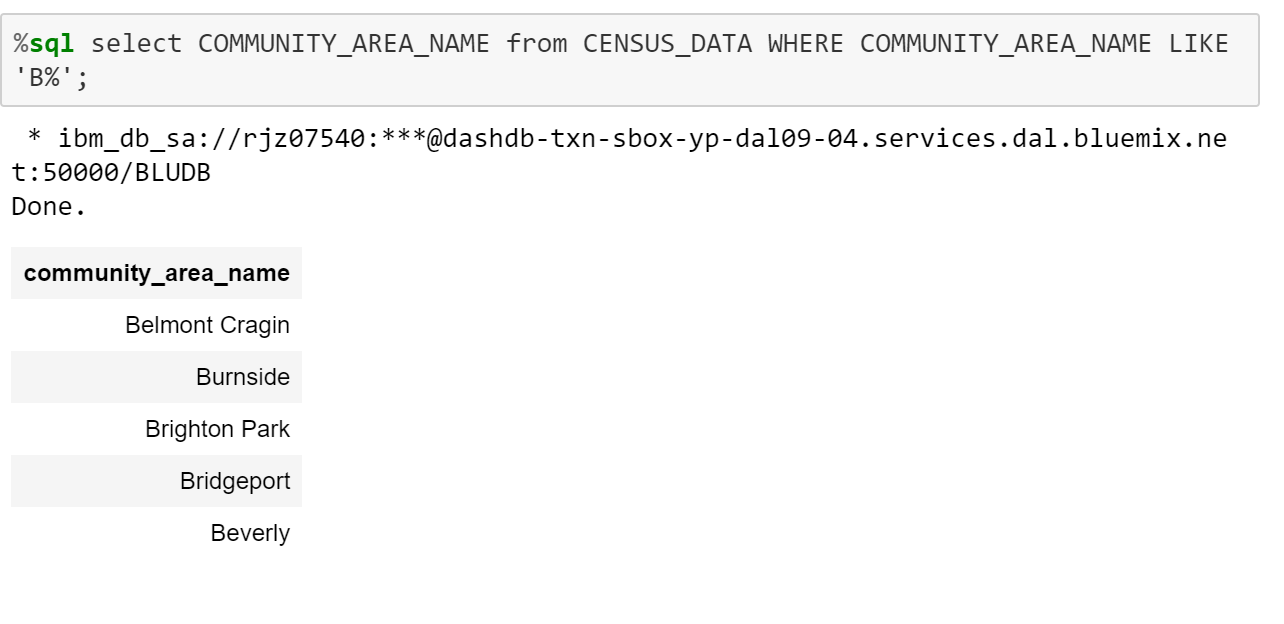 %sql select COMMUNITY_AREA_NAME from CENSUS_DATA WHERE COMMUNITY_AREA_NAME LIKE
'B%';
* ibm_db_sa://rjz07540:***@dashdb-txn-sbox-yp-dal09-04.services.dal.bluemix.ne
t:50000/BLUDB
Done.
community_area_name
Belmont Cragin
Burnside
Brighton Park
Bridgeport
Beverly